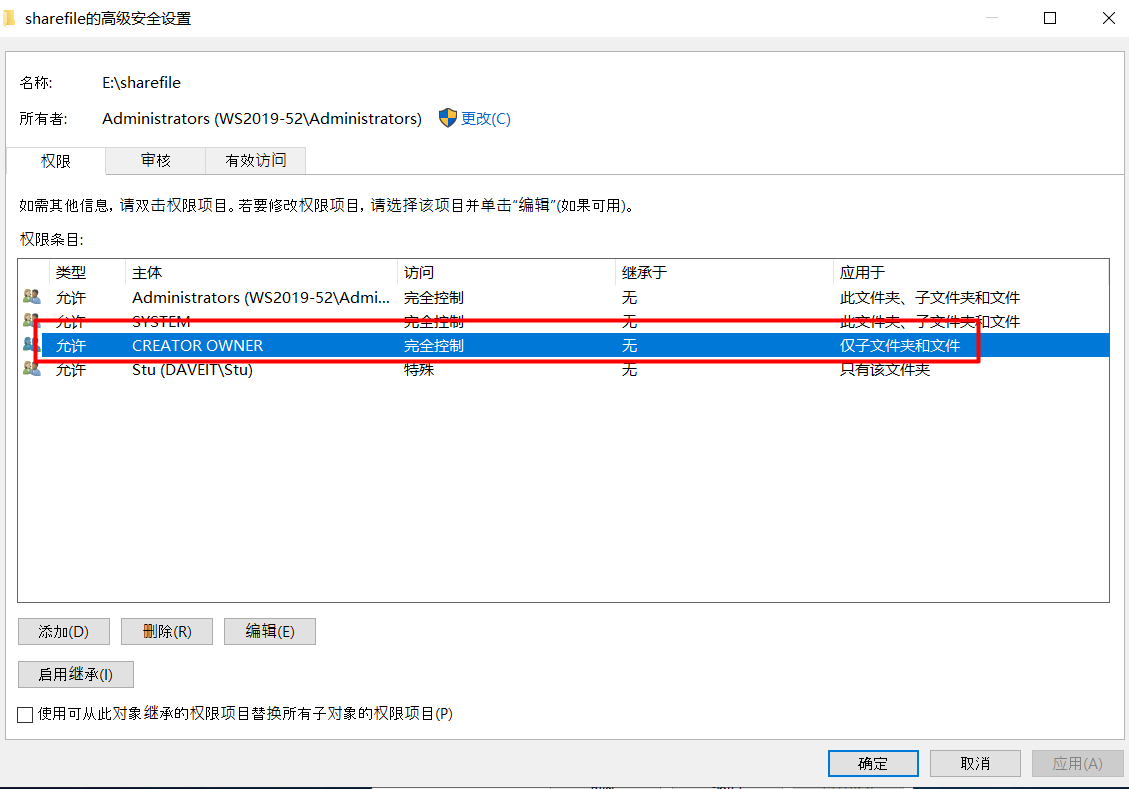 sharefile的高级安全设置
名称: E:\sharefile
所有者: Administrators (WS2019-52\Administrators) 更改(C)
权限 审核 有效访问
如需其他信息,请双击权限项目。若要修改权限项目,请选择该项目并单击“编辑”(如果可用)。
权限条目:
类型 主体 访问 继承于 应用于
允许 Administrators (WS2019-52\Admi... 完全控制 无 此文件夹、子文件夹和文件
允许 SYSTEM 完全控制 无 此文件夹、子文件夹和文件
允许 CREATOR OWNER 完全控制 无 仅子文件夹和文件
允许 Stu (DAVEIT\Stu) 特殊 无 只有该文件夹
添加(D) 删除(R) 编辑(E)
启用继承(I)
使用可从此对象继承的权限项目替换所有子对象的权限项目(P)
确定 取消 应用(A)